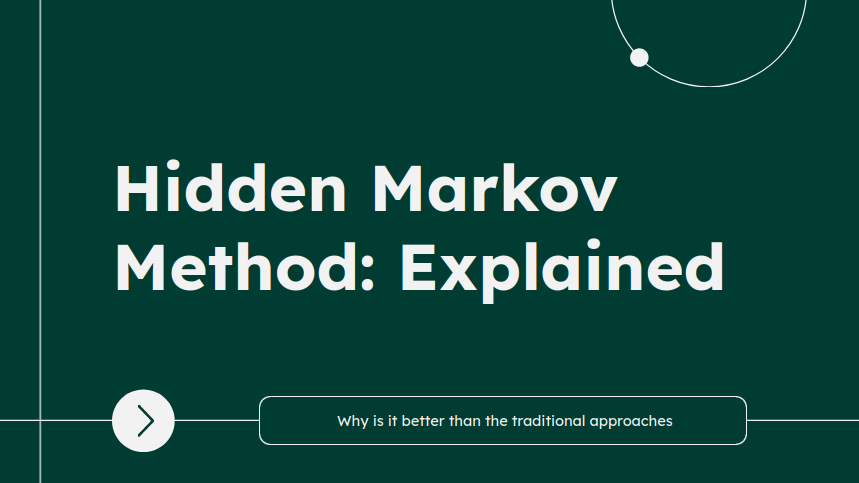 Hidden Markov
Method: Explained
Why is it better than the traditional approaches